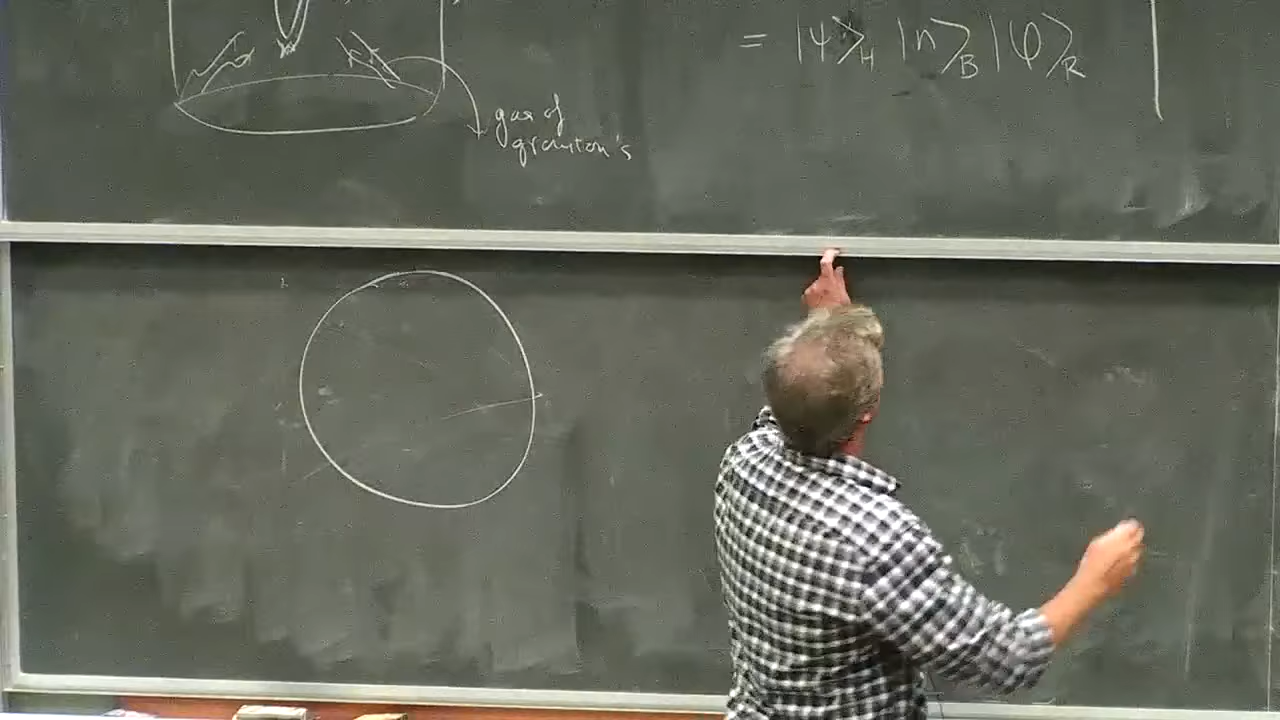 gas of
graviton's
= |ψ⟩_H |n⟩_B |φ⟩_R